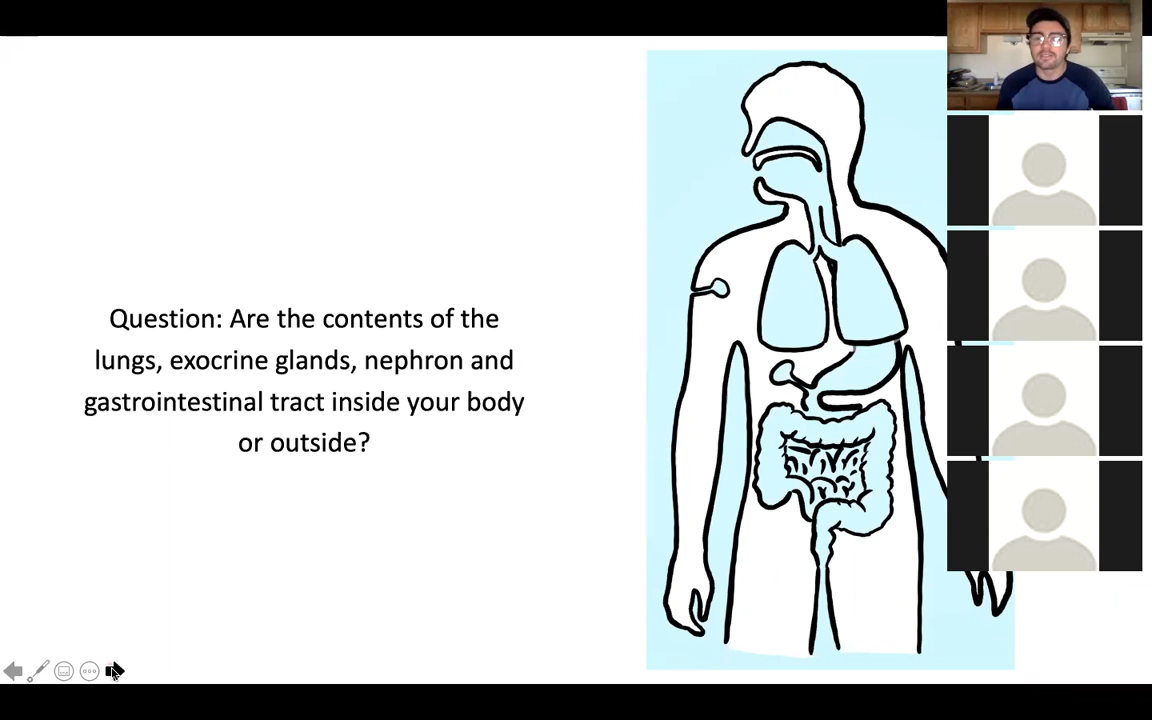 Question: Are the contents of the
lungs, exocrine glands, nephron and
gastrointestinal tract inside your body
or outside?